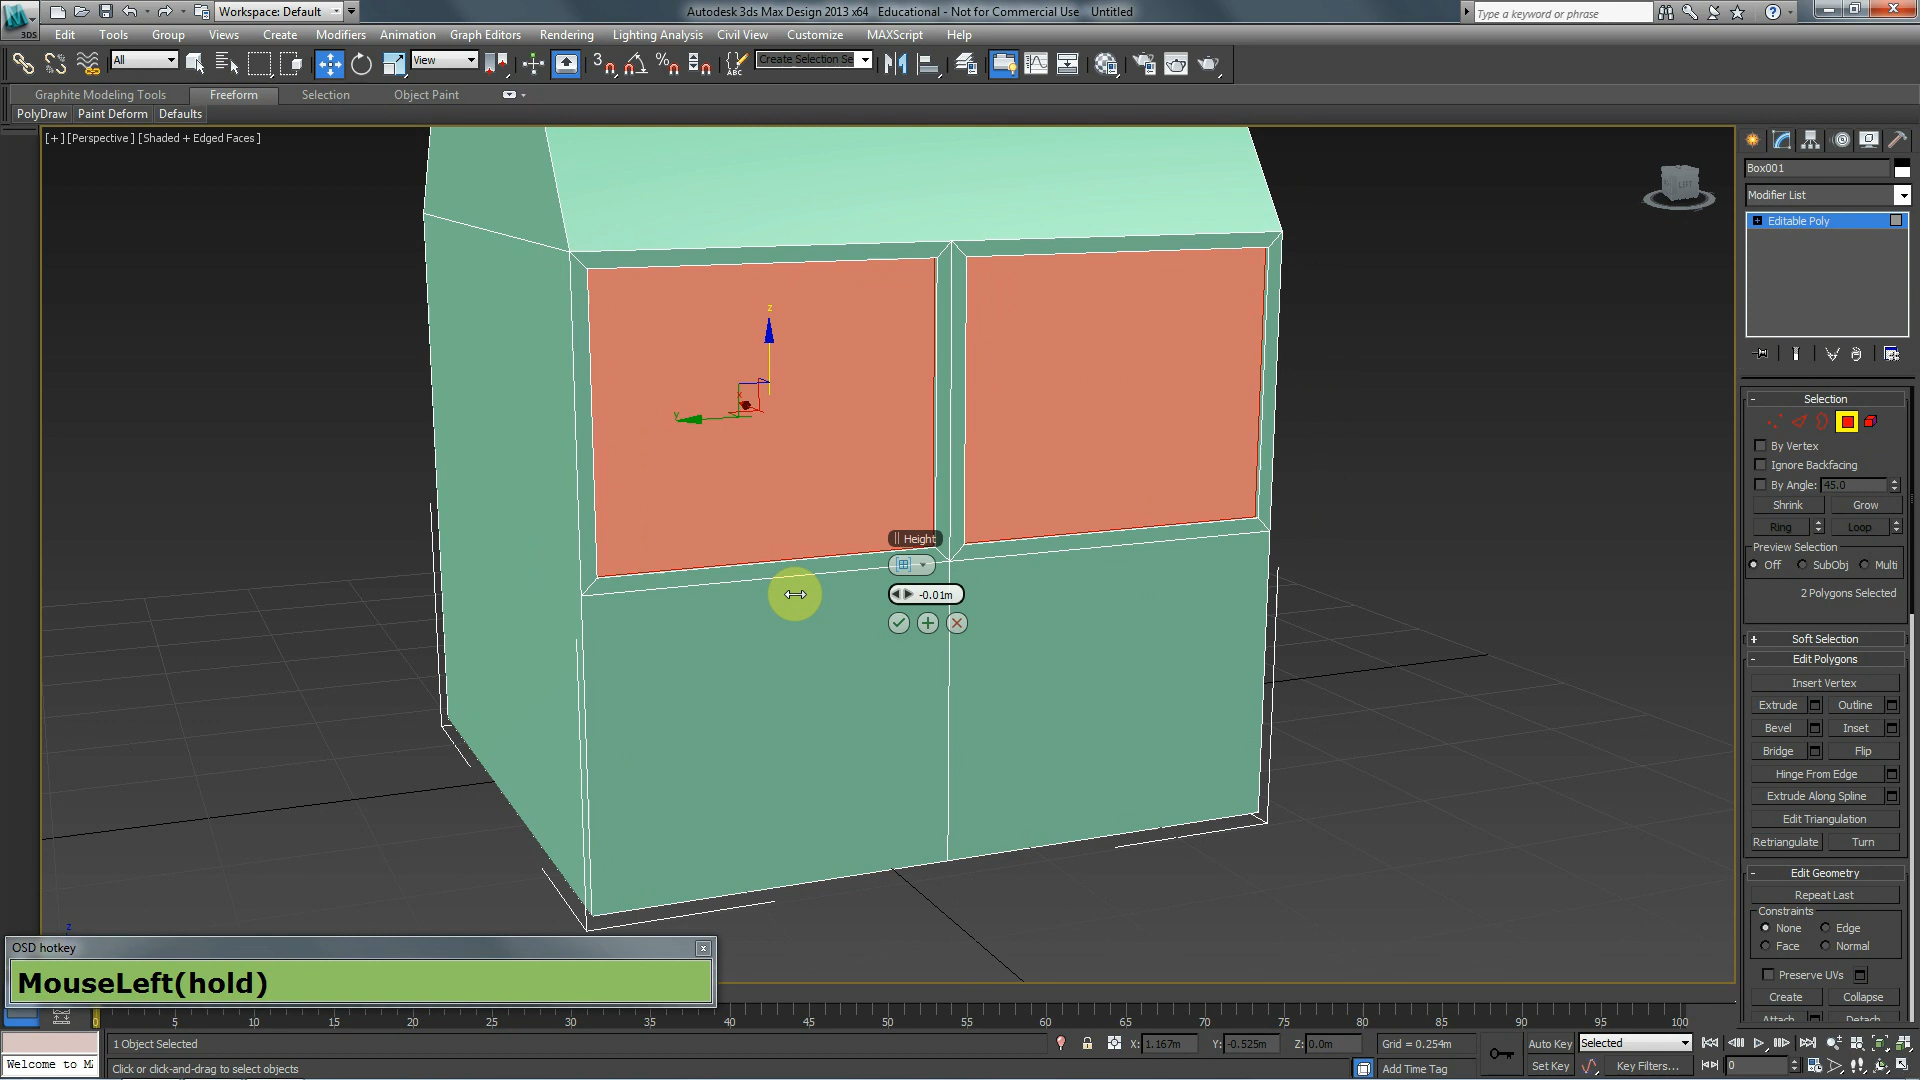 Workspace: Default
Autodesk 3ds Max Design 2013 x64   Educational - Not for Commercial Use   Untitled
Type a keyword or phrase
3DS
Edit Tools Group Views Create Modifiers Animation Graph Editors Rendering Lighting Analysis Civil View Customize MAXScript Help
All
View
3
%
ABC
Create Selection Se
Graphite Modeling Tools Freeform Selection Object Paint
PolyDraw Paint Deform Defaults
[ + ] [Perspective ] [Shaded + Edged Faces ]
LEFT
Box001
Modifier List
Editable Poly
z
x
y
Height
-0.01m
Selection
By Vertex
Ignore Backfacing
By Angle: 45.0
Shrink Grow
Ring Loop
Preview Selection
Off SubObj Multi
2 Polygons Selected
Soft Selection
Edit Polygons
Insert Vertex
Extrude Outline
Bevel Inset
Bridge Flip
Hinge From Edge
Extrude Along Spline
Edit Triangulation
Retriangulate Turn
Edit Geometry
Repeat Last
Constraints
None Edge
Face Normal
Preserve UVs
Create Collapse
Attach Detach
z
OSD hotkey
x
MouseLeft(hold)
5 10 15 20 25 30 35 40 45 50 55 60 65 70 75 80 85 90 95 100
1 Object Selected
X: 1.167m Y: -0.525m Z: 0.0m Grid = 0.254m
Auto Key Selected
Welcome to M
Click or click-and-drag to select objects
Add Time Tag
Set Key Key Filters...
0